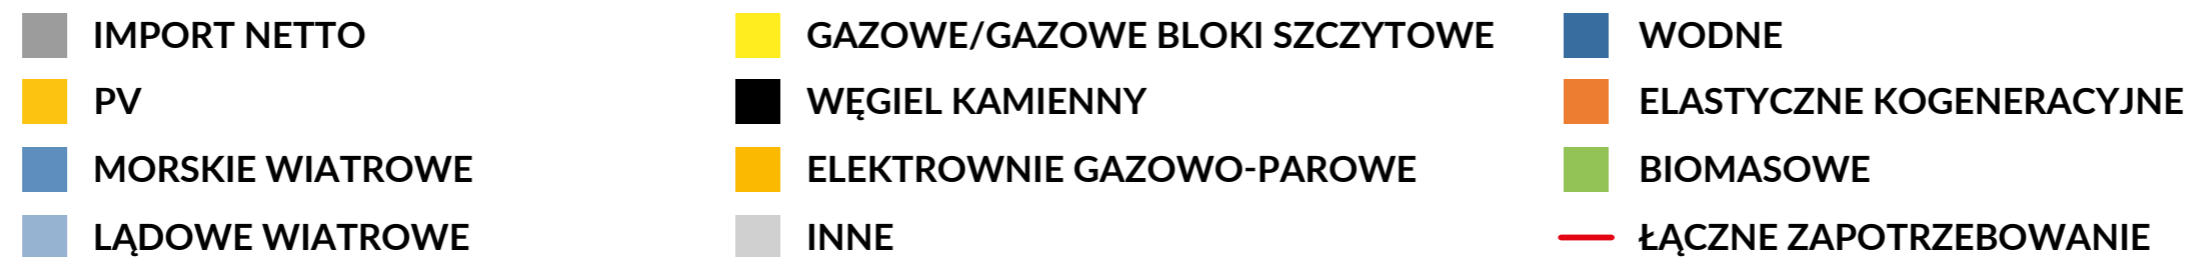 IMPORT NETTO
PV
MORSKIE WIATROWE
LĄDOWE WIATROWE
GAZOWE/GAZOWE BLOKI SZCZYTOWE
WĘGIEL KAMIENNY
ELEKTROWNIE GAZOWO-PAROWE
INNE
WODNE
ELASTYCZNE KOGENERACYJNE
BIOMASOWE
ŁĄCZNE ZAPOTRZEBOWANIE